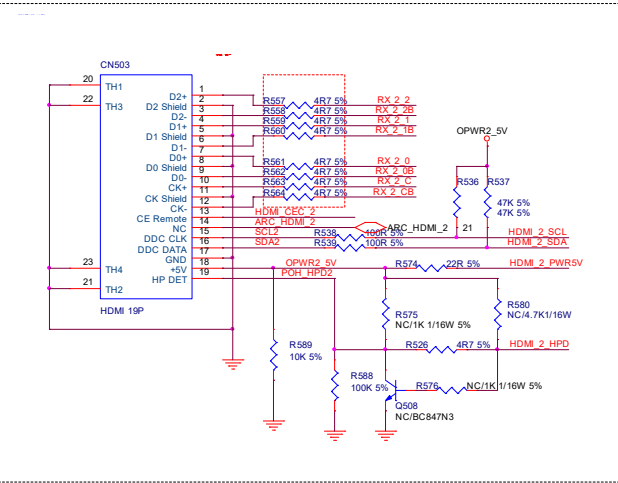 CN503
20 TH1
22 TH3
23 TH4
21 TH2
D2+ 1
D2 Shield 2
D2- 3
D1+ 4
D1 Shield 5
D1- 6
D0+ 7
D0 Shield 8
D0- 9
CK+ 10
CK Shield 11
CK- 12
CE Remote 13
NC 14
DDC CLK 15
DDC DATA 16
GND 17
+5V 18
HP DET 19
HDMI 19P
R557 4R7 5% RX_2_2
R558 4R7 5% RX_2_2B
R559 4R7 5% RX_2_1
R560 4R7 5% RX_2_1B
R561 4R7 5% RX_2_0
R562 4R7 5% RX_2_0B
R563 4R7 5% RX_2_C
R564 4R7 5% RX_2_CB
OPWR2_5V
R536 R537
47K 5%
47K 5%
HDMI_CEC_2
ARC_HDMI_2 ARC_HDMI_2 21
SCL2 R538 100R 5% HDMI_2_SCL
SDA2 R539 100R 5% HDMI_2_SDA
OPWR2_5V R574 22R 5% HDMI_2_PWR5V
POH_HPD2
R575
NC/1K 1/16W 5%
R580
NC/4.7K1/16W
R589
10K 5%
R526 4R7 5% HDMI_2_HPD
R588
100K 5%
R576 NC/1K 1/16W 5%
Q508
NC/BC847N3